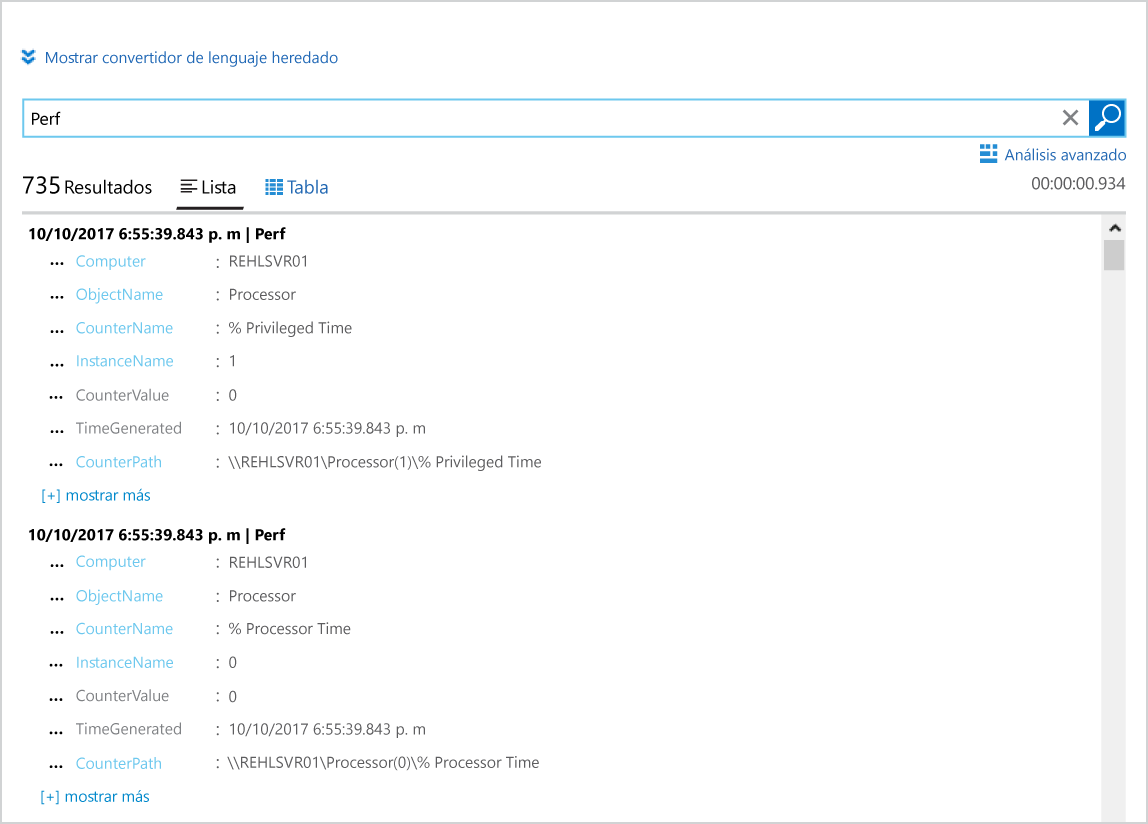 Mostrar convertidor de lenguaje heredado
Perf
Análisis avanzado
735 Resultados Lista Tabla 00:00:00.934
10/10/2017 6:55:39.843 p. m | Perf
... Computer : REHLSVR01
... ObjectName : Processor
... CounterName : % Privileged Time
... InstanceName : 1
... CounterValue : 0
... TimeGenerated : 10/10/2017 6:55:39.843 p. m
... CounterPath : \\REHLSVR01\Processor(1)\% Privileged Time
[+] mostrar más
10/10/2017 6:55:39.843 p. m | Perf
... Computer : REHLSVR01
... ObjectName : Processor
... CounterName : % Processor Time
... InstanceName : 0
... CounterValue : 0
... TimeGenerated : 10/10/2017 6:55:39.843 p. m
... CounterPath : \\REHLSVR01\Processor(0)\% Processor Time
[+] mostrar más